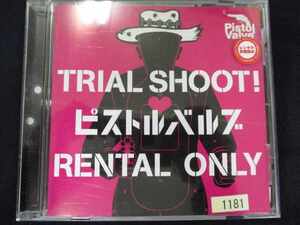 Pistol
Valve
TRIAL SHOOT!
ピストルバルブ
RENTAL ONLY
1181